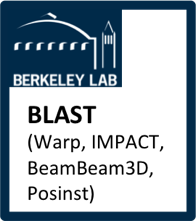 BERKELEY LAB
BLAST
(Warp, IMPACT,
BeamBeam3D,
Posinst)